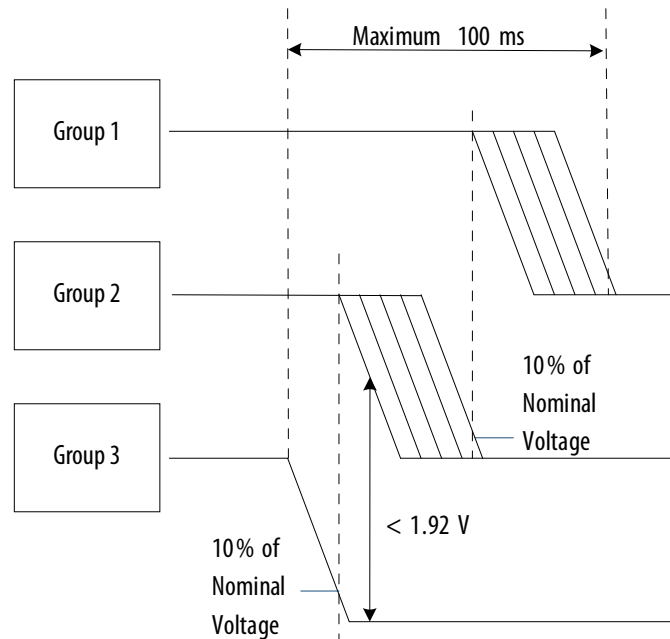 Maximum 100 ms
Group 1
Group 2
10% of
Nominal
Voltage
Group 3
< 1.92 V
10% of
Nominal
Voltage